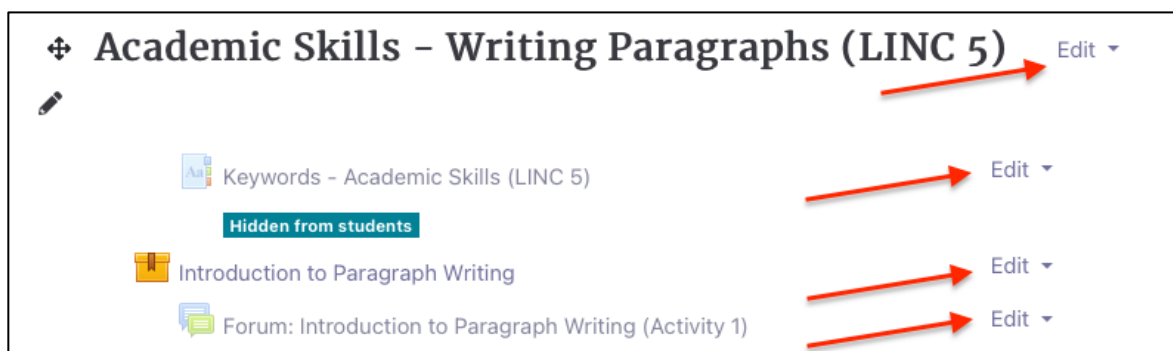 Academic Skills – Writing Paragraphs (LINC 5) Edit
Aa
Keywords - Academic Skills (LINC 5) Edit
Hidden from students
Introduction to Paragraph Writing Edit
Forum: Introduction to Paragraph Writing (Activity 1) Edit